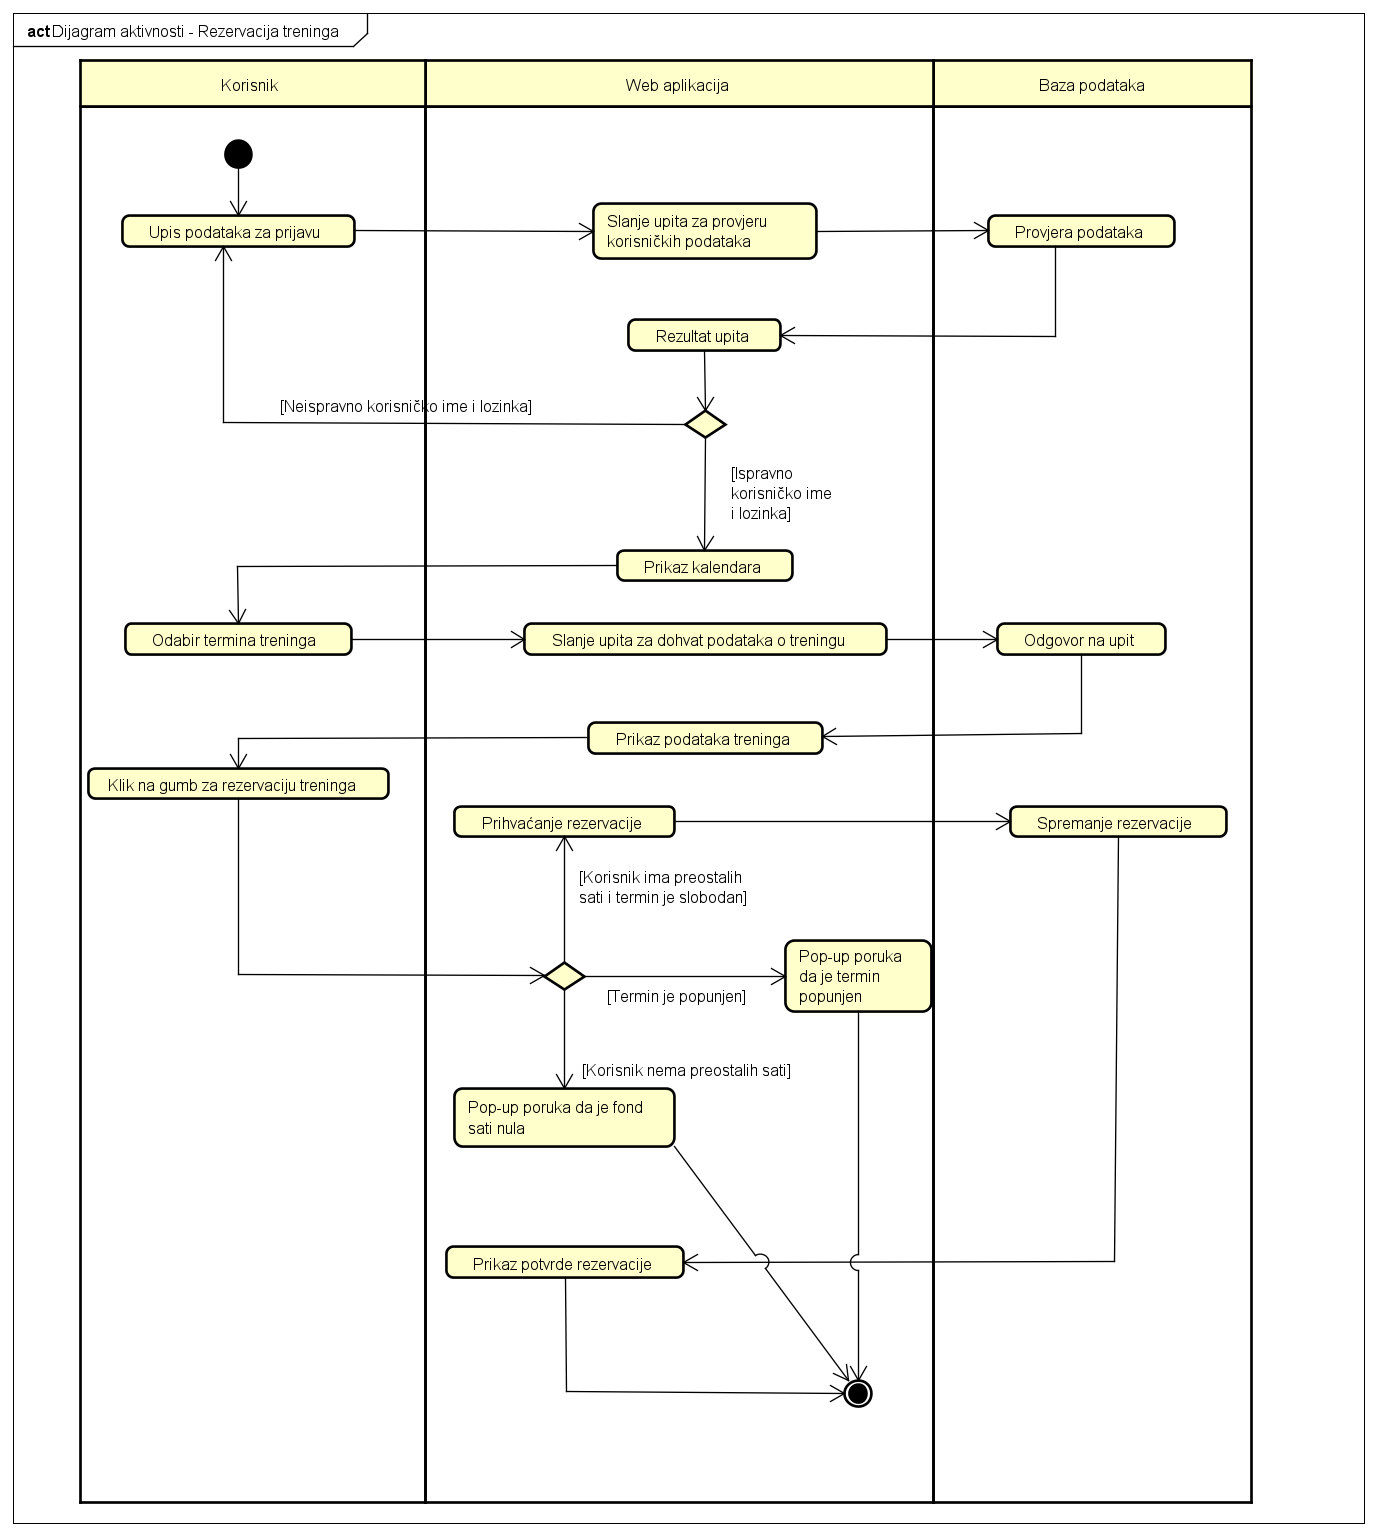 act Dijagram aktivnosti - Rezervacija treninga
Korisnik
Web aplikacija
Baza podataka
Upis podataka za prijavu
Slanje upita za provjeru
korisničkih podataka
Provjera podataka
Rezultat upita
[Neispravno korisničko ime i lozinka]
[Ispravno
korisničko ime
i lozinka]
Prikaz kalendara
Odabir termina treninga
Slanje upita za dohvat podataka o treningu
Odgovor na upit
Prikaz podataka treninga
Klik na gumb za rezervaciju treninga
Prihvaćanje rezervacije
Spremanje rezervacije
[Korisnik ima preostalih
sati i termin je slobodan]
Pop-up poruka
da je termin
popunjen
[Termin je popunjen]
[Korisnik nema preostalih sati]
Pop-up poruka da je fond
sati nula
Prikaz potvrde rezervacije